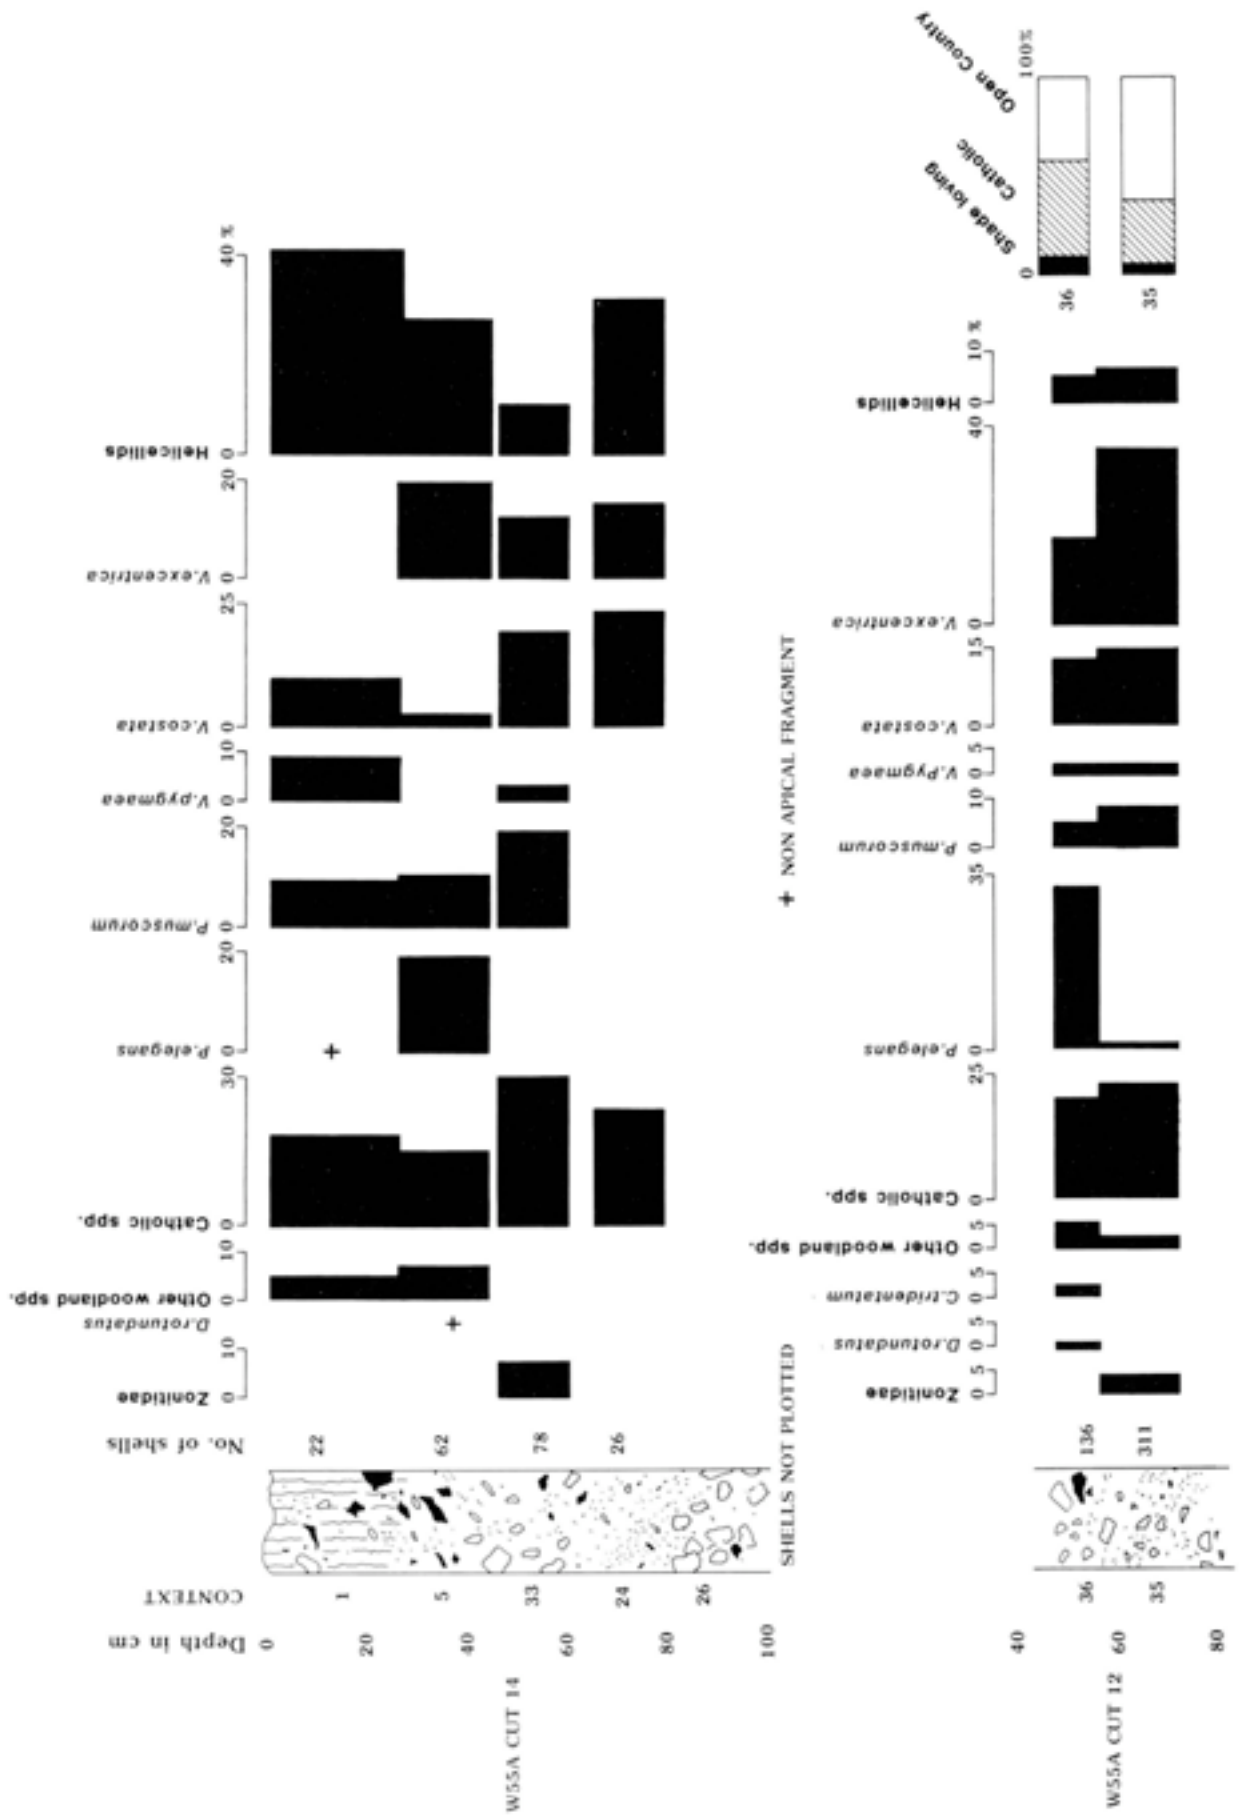 Depth in cm
CONTEXT
No. of shells
Zonitidae
D.rotundatus
Other woodland spp.
Catholic spp.
P.elegans
P.muscorum
V.pygmaea
V.costata
V.excentrica
Helicellids
0 10
0 10
0 30
0 20
0 20
0 10
0 25
0 20
0 40 %
W55A CUT 14
0
20
40
60
80
100
1
5
33
24
26
22
62
78
26
+
+
SHELLS NOT PLOTTED
+ NON APICAL FRAGMENT
Zonitidae
D.rotundatus
C.tridentatum
Other woodland spp.
Catholic spp.
P.elegans
P.muscorum
V.Pygmaea
V.costata
V.excentrica
Helicellids
Shade loving
Catholic
Open Country
0 5
0 5
0 5
0 5
0 25
0 35
0 10
0 5
0 15
0 40
0 10 %
0 100%
W55A CUT 12
40
60
80
36
35
136
311
36
35